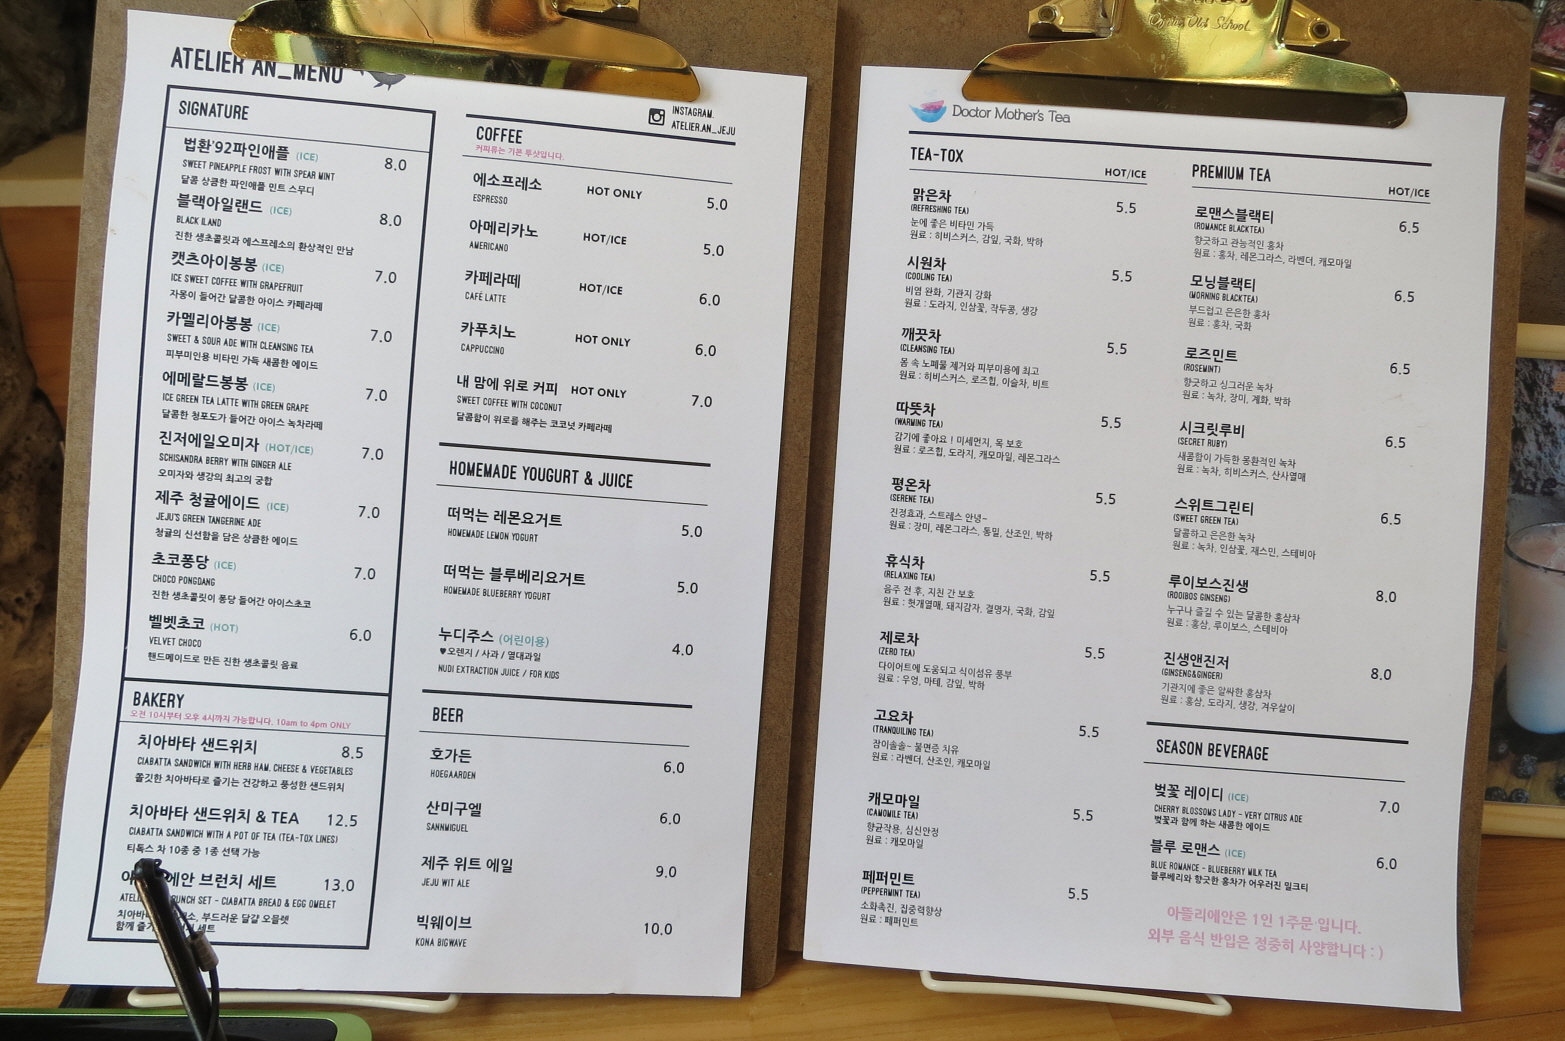 ATELIER AN_MENU
INSTAGRAM.
ATELIER.AN_JEJU
SIGNATURE
법환'92파인애플 (ICE) 8.0
SWEET PINEAPPLE FROST WITH SPEAR MINT
달콤 상큼한 파인애플 민트 스무디
블랙아일랜드 (ICE) 8.0
BLACK ILAND
진한 생초콜릿과 에스프레소의 환상적인 만남
캣츠아이봉봉 (ICE) 7.0
ICE SWEET COFFEE WITH GRAPEFRUIT
자몽이 들어간 달콤한 아이스 카페라떼
카멜리아봉봉 (ICE) 7.0
SWEET & SOUR ADE WITH CLEANSING TEA
피부미인용 비타민 가득 새콤한 에이드
에메랄드봉봉 (ICE) 7.0
ICE GREEN TEA LATTE WITH GREEN GRAPE
달콤한 청포도가 들어간 아이스 녹차라떼
진저에일오미자 (HOT/ICE) 7.0
SCHISANDRA BERRY WITH GINGER ALE
오미자와 생강의 최고의 궁합
제주 청귤에이드 (ICE) 7.0
JEJU'S GREEN TANGERINE ADE
청귤의 신선함을 담은 상큼한 에이드
초코퐁당 (ICE) 7.0
CHOCO PONGDANG
진한 생초콜릿이 퐁당 들어간 아이스초코
벨벳초코 (HOT) 6.0
VELVET CHOCO
핸드메이드로 만든 진한 생초콜릿 음료
BAKERY
오전 10시부터 오후 4시까지 가능합니다. 10am to 4pm ONLY
치아바타 샌드위치 8.5
CIABATTA SANDWICH WITH HERB HAM, CHEESE & VEGETABLES
쫄깃한 치아바타로 즐기는 건강하고 풍성한 샌드위치
치아바타 샌드위치 & TEA 12.5
CIABATTA SANDWICH WITH A POT OF TEA (TEA-TOX LINES)
티톡스 차 10종 중 1종 선택 가능
에안 브런치 세트 13.0
SET - CIABATTA BREAD & EGG OMELET
부드러운 달걀 오믈렛
함께 세트
COFFEE
커피류는 기본 투샷입니다.
에소프레소 HOT ONLY 5.0
ESPRESSO
아메리카노 HOT/ICE 5.0
AMERICANO
카페라떼 HOT/ICE 6.0
CAFÉ LATTE
카푸치노 HOT ONLY 6.0
CAPPUCCINO
내 맘에 위로 커피 HOT ONLY 7.0
SWEET COFFEE WITH COCONUT
달콤함이 위로를 해주는 코코넛 카페라떼
HOMEMADE YOUGURT & JUICE
떠먹는 레몬요거트 5.0
HOMEMADE LEMON YOGURT
떠먹는 블루베리요거트 5.0
HOMEMADE BLUEBERRY YOGURT
누디주스 (어린이용) 4.0
♥오렌지 / 사과 / 열대과일
NUDI EXTRACTION JUICE / FOR KIDS
BEER
호가든 6.0
HOEGAARDEN
산미구엘 6.0
SANNMIGUEL
제주 위트 에일 9.0
JEJU WIT ALE
빅웨이브 10.0
KONA BIGWAVE
Old School
Doctor Mother's Tea
TEA-TOX
HOT/ICE
맑은차 5.5
(REFRESHING TEA)
눈에 좋은 비타민 가득
원료 : 히비스커스, 감잎, 국화, 박하
시원차 5.5
(COOLING TEA)
비염 완화, 기관지 강화
원료 : 도라지, 인삼꽃, 작두콩, 생강
깨끗차 5.5
(CLEANSING TEA)
몸 속 노폐물 제거와 피부미용에 최고
원료 : 히비스커스, 로즈힙, 이슬차, 비트
따뜻차 5.5
(WARMING TEA)
감기에 좋아요 ! 미세먼지, 목 보호
원료 : 로즈힙, 도라지, 캐모마일, 레몬그라스
평온차 5.5
(SERENE TEA)
진정효과, 스트레스 안녕~
원료 : 장미, 레몬그라스, 통밀, 산조인, 박하
휴식차 5.5
(RELAXING TEA)
음주 전 후, 지친 간 보호
원료 : 헛개열매, 돼지감자, 결명자, 국화, 감잎
제로차 5.5
(ZERO TEA)
다이어트에 도움되고 식이섬유 풍부
원료 : 우엉, 마테, 감잎, 박하
고요차 5.5
(TRANQUILING TEA)
잠이솔솔~ 불면증 치유
원료 : 라벤더, 산조인, 캐모마일
캐모마일 5.5
(CAMOMILE TEA)
항균작용, 심신안정
원료 : 캐모마일
페퍼민트 5.5
(PEPPERMINT TEA)
소화촉진, 집중력향상
원료 : 페퍼민트
PREMIUM TEA
HOT/ICE
로맨스블랙티 6.5
(ROMANCE BLACKTEA)
향긋하고 관능적인 홍차
원료 : 홍차, 레몬그라스, 라벤더, 캐모마일
모닝블랙티 6.5
(MORNING BLACKTEA)
부드럽고 은은한 홍차
원료 : 홍차, 국화
로즈민트 6.5
(ROSEMINT)
향긋하고 싱그러운 녹차
원료 : 녹차, 장미, 계화, 박하
시크릿루비 6.5
(SECRET RUBY)
새콤함이 가득한 몽환적인 녹차
원료 : 녹차, 히비스커스, 산사열매
스위트그린티 6.5
(SWEET GREEN TEA)
달콤하고 은은한 녹차
원료 : 녹차, 인삼꽃, 재스민, 스테비아
루이보스진생 8.0
(ROOIBOS GINSENG)
누구나 즐길 수 있는 달콤한 홍삼차
원료 : 홍삼, 루이보스, 스테비아
진생앤진저 8.0
(GINSENG&GINGER)
기관지에 좋은 알싸한 홍삼차
원료 : 홍삼, 도라지, 생강, 겨우살이
SEASON BEVERAGE
벚꽃 레이디 (ICE) 7.0
CHERRY BLOSSOMS LADY - VERY CITRUS ADE
벚꽃과 함께 하는 새콤한 에이드
블루 로맨스 (ICE) 6.0
BLUE ROMANCE - BLUEBERRY MILK TEA
블루베리와 향긋한 홍차가 어우러진 밀크티
아뜰리에안은 1인 1주문 입니다.
외부 음식 반입은 정중히 사양합니다 : )